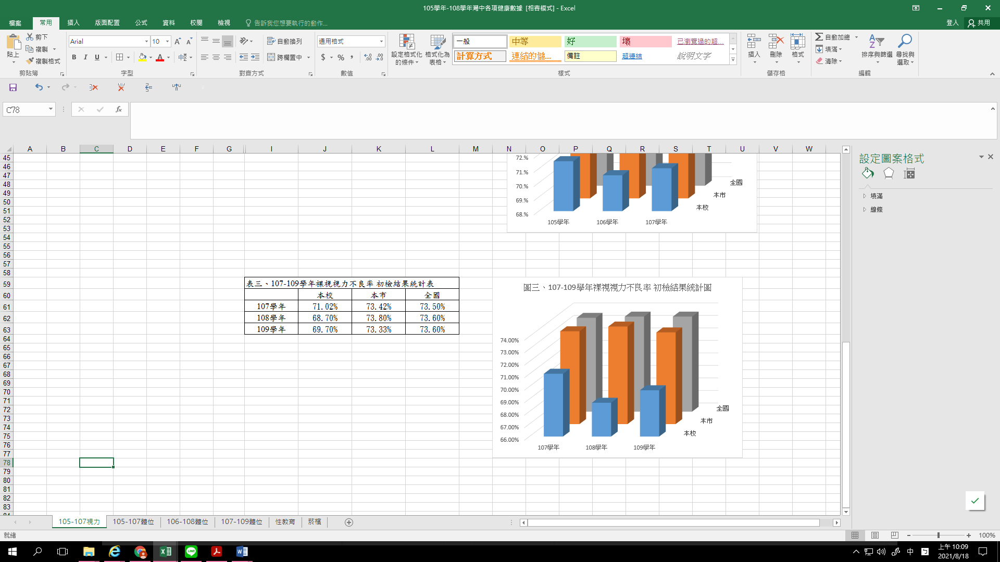 105學年-108學年灣中各項健康數據 [相容模式] - Excel
檔案 常用 插入 版面配置 公式 資料 校閱 檢視 告訴我您想要執行的動作... 登入 共用
貼上 剪下 複製 複製格式 剪貼簿
Arial 10 B I U 字型
自動換列 跨欄置中 對齊方式
通用格式 $ % , 數值
設定格式化的條件 格式化為表格
一般 中等 好 壞 已瀏覽過的超...
計算方式 連結的儲... 備註 超連結 說明文字
樣式
插入 刪除 格式 儲存格
自動加總 填滿 清除 排序與篩選 尋找與選取 編輯
C78 fx
A B C D E F G I J K L M N O P Q R S T U V W
45
46
47
48
49
50
51
52
53
54
55
56
57
58
59
60
61
62
63
64
65
66
67
68
69
70
71
72
73
74
75
76
77
78
79
80
81
82
83
84
72.%
71.%
70.%
69.%
68.%
全國
本市
本校
105學年 106學年 107學年
表三、107-109學年裸視視力不良率 初檢結果統計表
本校 本市 全國
107學年 71.02% 73.42% 73.50%
108學年 68.70% 73.80% 73.60%
109學年 69.70% 73.33% 73.60%
圖三、107-109學年裸視視力不良率 初檢結果統計圖
74.00%
73.00%
72.00%
71.00%
70.00%
69.00%
68.00%
67.00%
66.00%
全國
本市
本校
107學年 108學年 109學年
設定圖案格式
填滿
線條
105-107視力 105-107體位 106-108體位 107-109體位 性教育 菸檳
就緒 100%
中 上午 10:09
2021/8/18